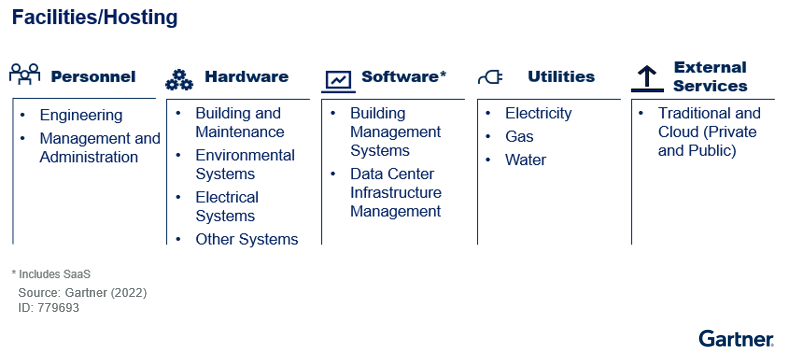 Facilities/Hosting
Personnel
• Engineering
• Management and
Administration
Hardware
• Building and
Maintenance
• Environmental
Systems
• Electrical
Systems
• Other Systems
Software*
• Building
Management
Systems
• Data Center
Infrastructure
Management
Utilities
• Electricity
• Gas
• Water
External
Services
• Traditional and
Cloud (Private
and Public)
* Includes SaaS
Source: Gartner (2022)
ID: 779693
Gartner